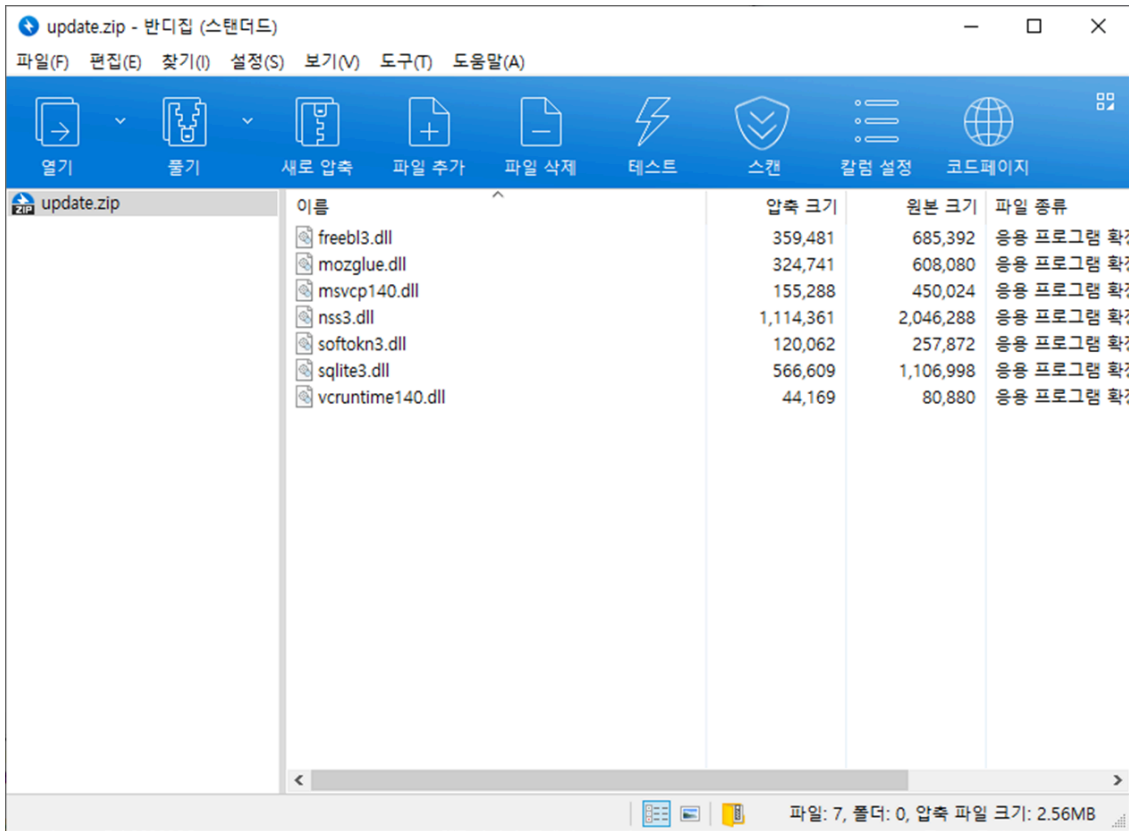 update.zip - 반디집 (스탠더드)
파일(F) 편집(E) 찾기(I) 설정(S) 보기(V) 도구(T) 도움말(A)
열기 풀기 새로 압축 파일 추가 파일 삭제 테스트 스캔 칼럼 설정 코드페이지
ZIP update.zip
이름 압축 크기 원본 크기 파일 종류
freebl3.dll 359,481 685,392 응용 프로그램
mozglue.dll 324,741 608,080 응용 프로그램
msvcp140.dll 155,288 450,024 응용 프로그램
nss3.dll 1,114,361 2,046,288 응용 프로그램
softokn3.dll 120,062 257,872 응용 프로그램
sqlite3.dll 566,609 1,106,998 응용 프로그램
vcruntime140.dll 44,169 80,880 응용 프로그램
파일: 7, 폴더: 0, 압축 파일 크기: 2.56MB